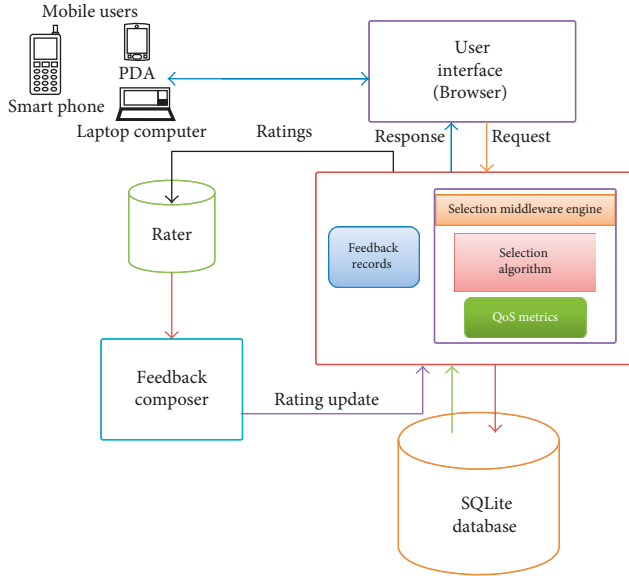 Mobile users
PDA
Smart phone
Laptop computer
User
interface
(Browser)
Ratings
Response
Request
Rater
Feedback
records
Selection middleware engine
Selection
algorithm
QoS metrics
Feedback
composer
Rating update
SQLite
database